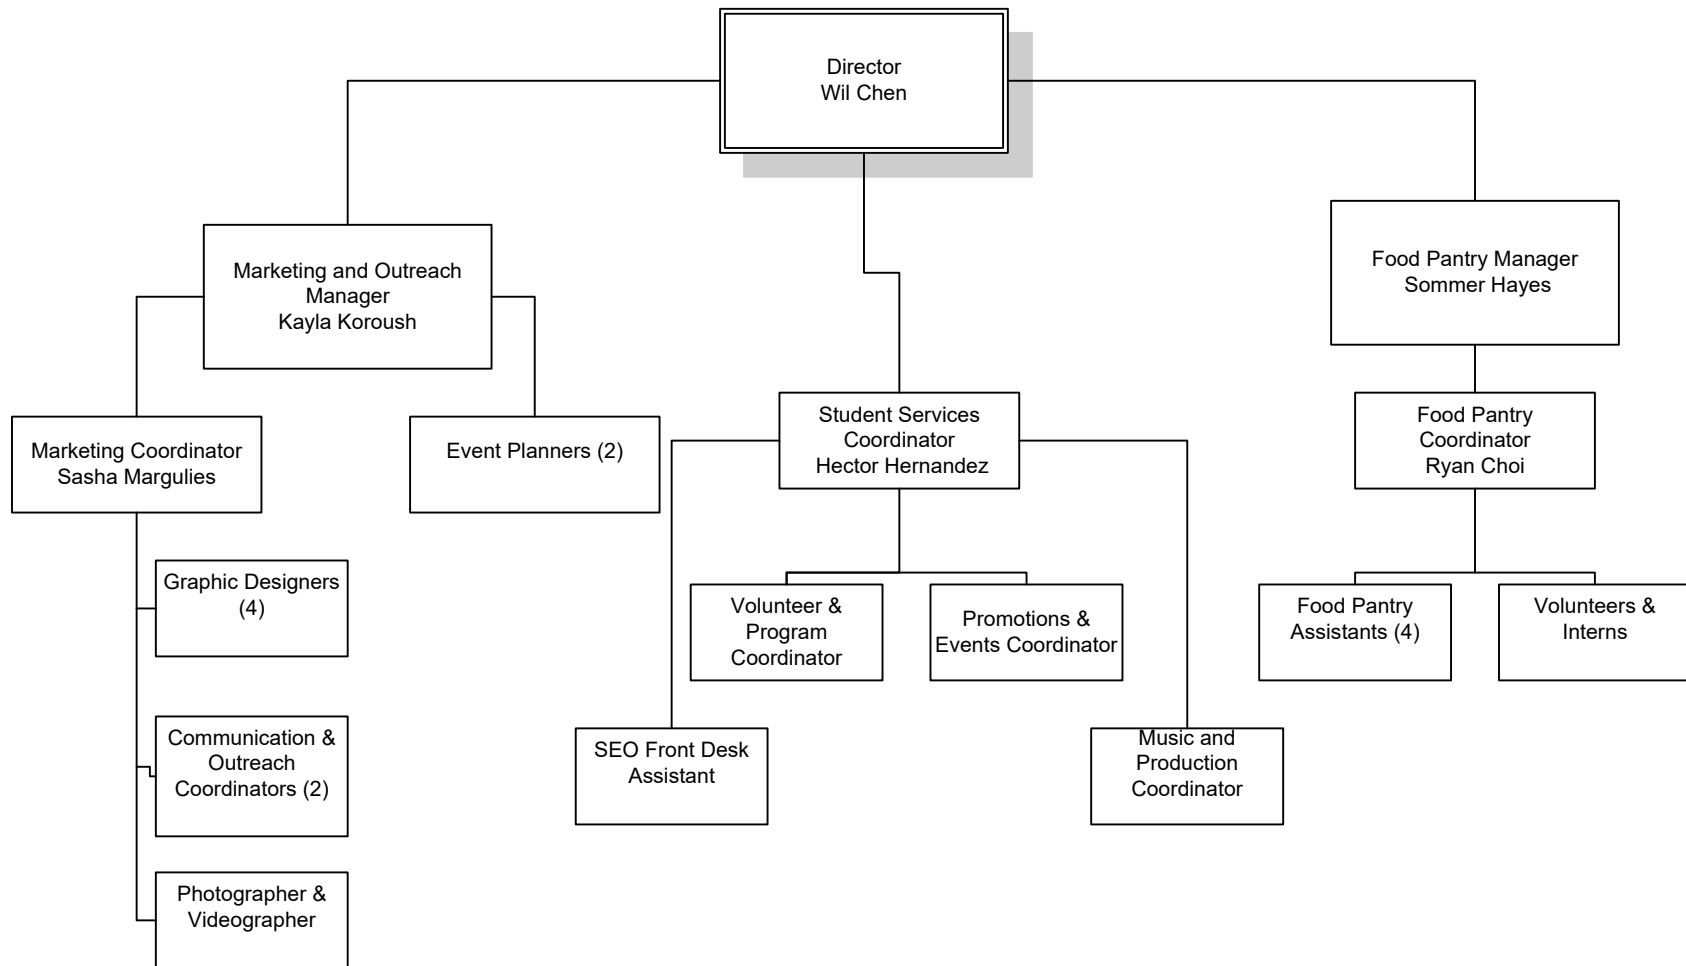 Director
Wil Chen
Marketing and Outreach
Manager
Kayla Koroush
Food Pantry Manager
Sommer Hayes
Marketing Coordinator
Sasha Margulies
Event Planners (2)
Student Services
Coordinator
Hector Hernandez
Food Pantry
Coordinator
Ryan Choi
Graphic Designers
(4)
Volunteer &
Program
Coordinator
Promotions &
Events Coordinator
Food Pantry
Assistants (4)
Volunteers &
Interns
Communication &
Outreach
Coordinators (2)
SEO Front Desk
Assistant
Music and
Production
Coordinator
Photographer &
Videographer